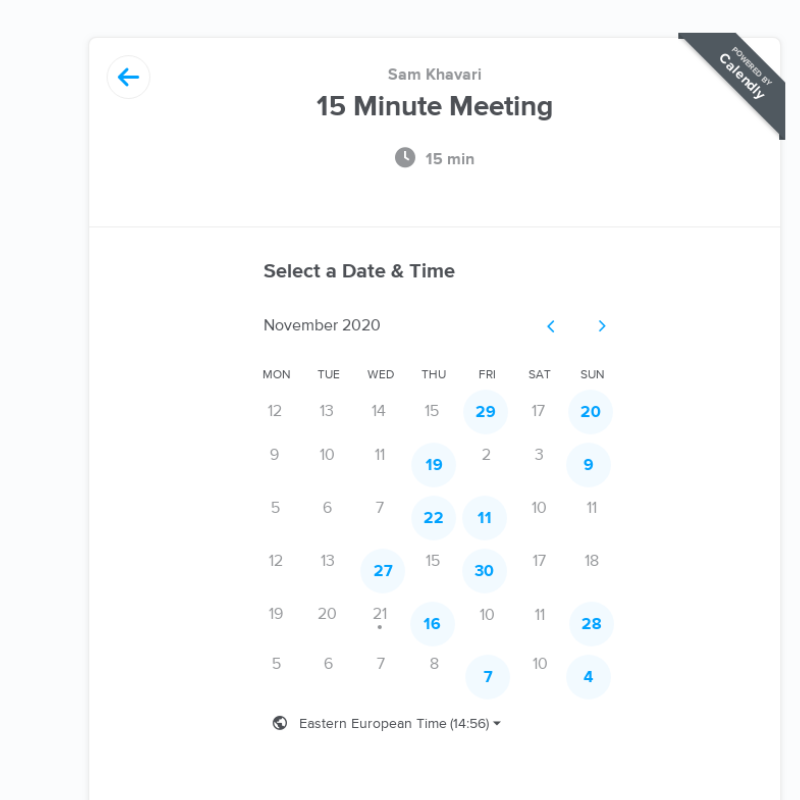 POWERED BY
Calendly
Sam Khavari
15 Minute Meeting
15 min
Select a Date & Time
November 2020
MON TUE WED THU FRI SAT SUN
12 13 14 15 29 17 20
9 10 11 19 2 3 9
5 6 7 22 11 10 11
12 13 27 15 30 17 18
19 20 21 16 10 11 28
5 6 7 8 7 10 4
Eastern European Time (14:56)